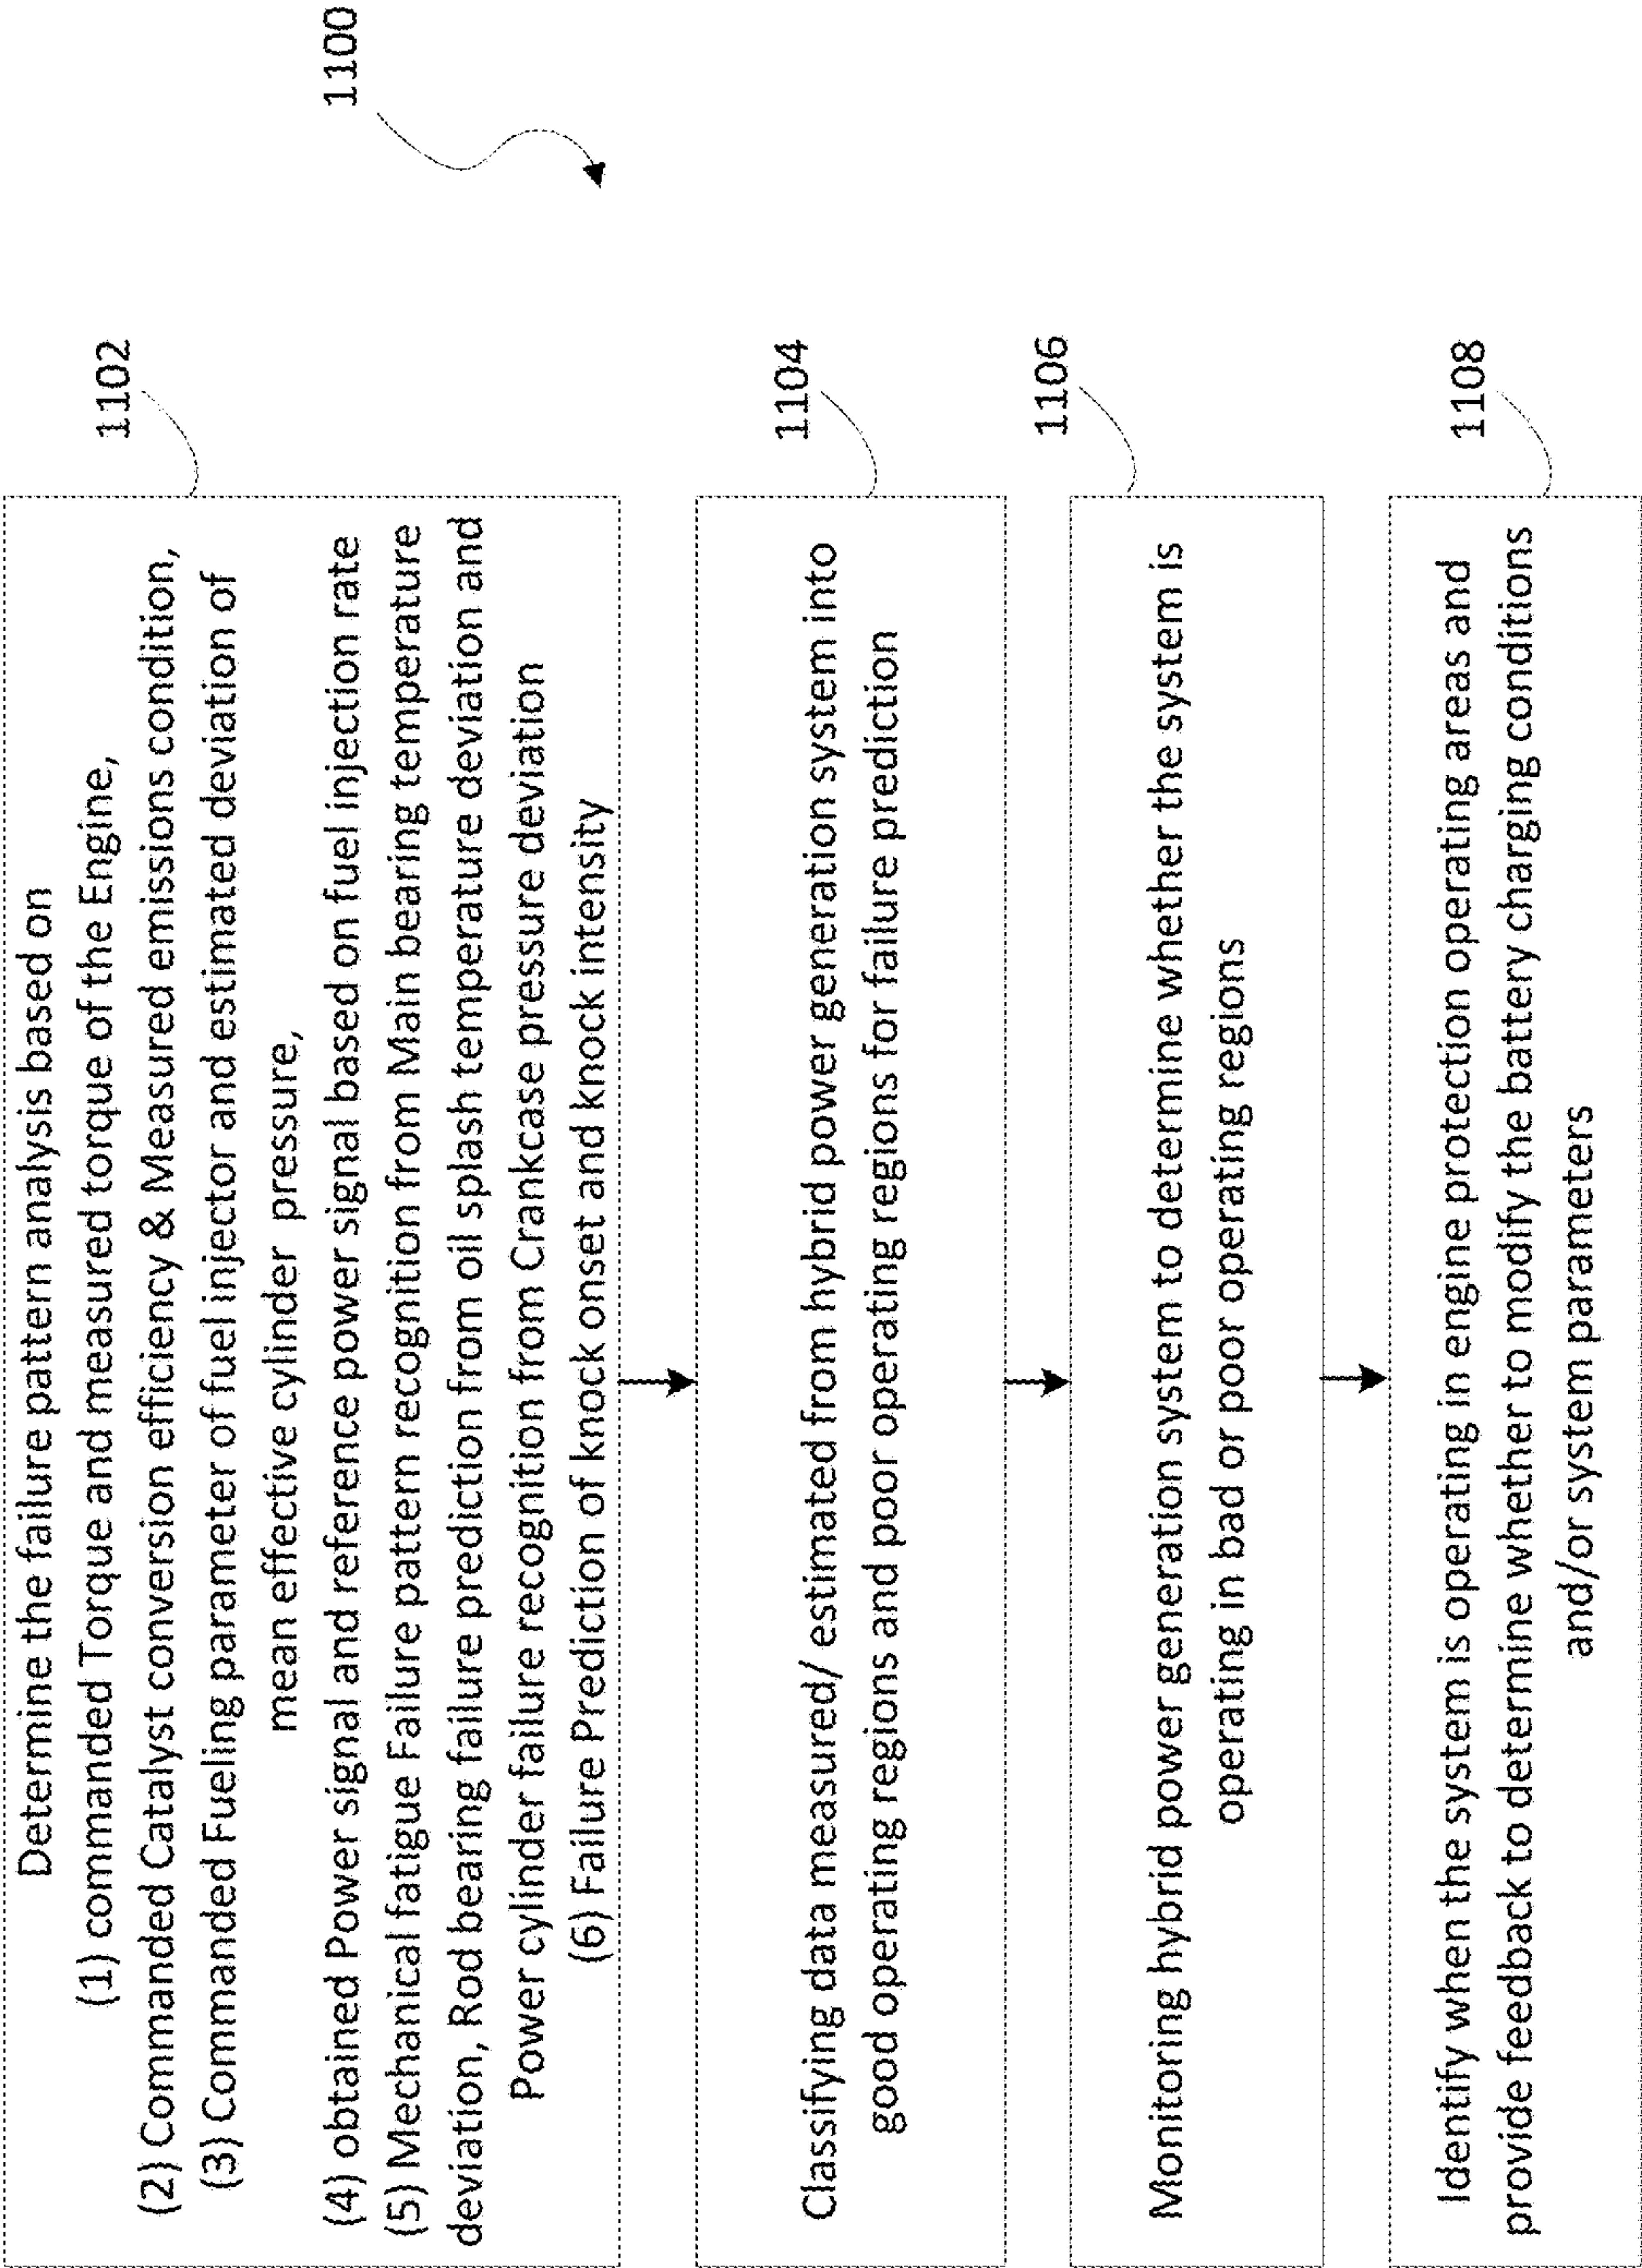 1100
Determine the failure pattern analysis based on
(1) commanded Torque and measured torque of the Engine,
(2) Commanded Catalyst conversion efficiency & Measured emissions condition,
(3) Commanded Fueling parameter of fuel injector and estimated deviation of
mean effective cylinder pressure,
(4) obtained Power signal and reference power signal based on fuel injection rate
(5) Mechanical fatigue Failure pattern recognition from Main bearing temperature
deviation, Rod bearing failure prediction from oil splash temperature deviation and
Power cylinder failure recognition from Crankcase pressure deviation
(6) Failure Prediction of knock onset and knock intensity
1102
Classifying data measured/ estimated from hybrid power generation system into
good operating regions and poor operating regions for failure prediction
1104
Monitoring hybrid power generation system to determine whether the system is
operating in bad or poor operating regions
1106
Identify when the system is operating in engine protection operating areas and
provide feedback to determine whether to modify the battery charging conditions
and/or system parameters
1108